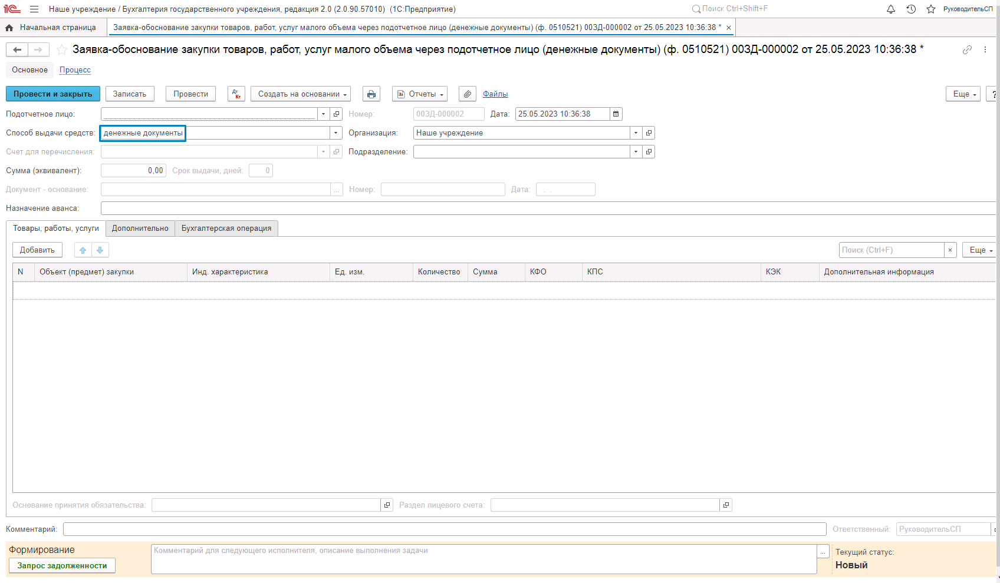 1С Наше учреждение / Бухгалтерия государственного учреждения, редакция 2.0 (2.0.90.57010) (1С:Предприятие) Поиск Ctrl+Shift+F РуководительСП
Начальная страница Заявка-обоснование закупки товаров, работ, услуг малого объема через подотчетное лицо (денежные документы) (ф. 0510521) 00ЗД-000002 от 25.05.2023 10:36:38 * ×
Заявка-обоснование закупки товаров, работ, услуг малого объема через подотчетное лицо (денежные документы) (ф. 0510521) 00ЗД-000002 от 25.05.2023 10:36:38 *
Основное Процесс
Провести и закрыть Записать Провести Дт Кт Создать на основании Отчеты Файлы Еще ?
Подотчетное лицо: Номер: 00ЗД-000002 Дата: 25.05.2023 10:36:38
Способ выдачи средств: денежные документы Организация: Наше учреждение
Счет для перечисления: Подразделение:
Сумма (эквивалент): 0,00 Срок выдачи, дней: 0
Документ - основание: ... Номер: Дата: . .
Назначение аванса:
Товары, работы, услуги Дополнительно Бухгалтерская операция
Добавить Поиск (Ctrl+F) × Еще
N Объект (предмет) закупки Инд. характеристика Ед. изм. Количество Сумма КФО КПС КЭК Дополнительная информация
Основание принятия обязательства: Раздел лицевого счета:
Комментарий: Ответственный: РуководительСП
Формирование Комментарий для следующего исполнителя, описание выполнения задачи ... Текущий статус:
Запрос задолженности Новый